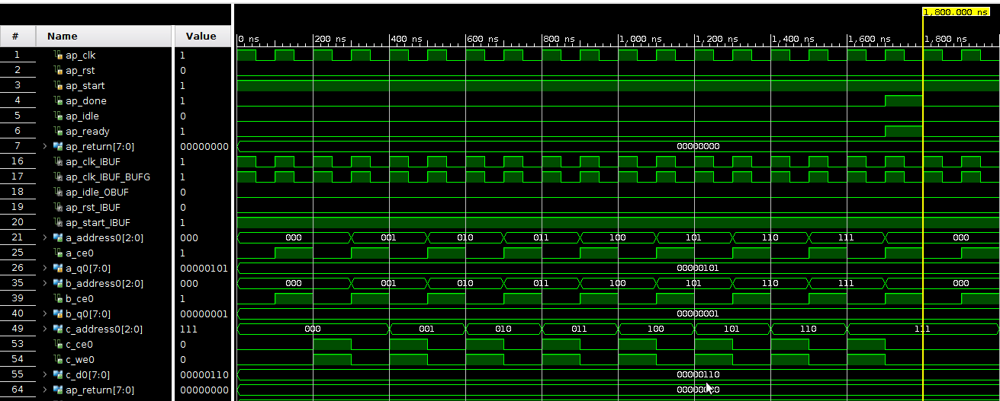 1,800.000 ns
# Name Value 0 ns 200 ns 400 ns 600 ns 800 ns 1,000 ns 1,200 ns 1,400 ns 1,600 ns 1,800 ns
1 ap_clk 1
2 ap_rst 0
3 ap_start 1
4 ap_done 1
5 ap_idle 0
6 ap_ready 1
7 ap_return[7:0] 00000000 00000000
16 ap_clk_IBUF 1
17 ap_clk_IBUF_BUFG 1
18 ap_idle_OBUF 0
19 ap_rst_IBUF 0
20 ap_start_IBUF 1
21 a_address0[2:0] 000 000 001 010 011 100 101 110 111 000
25 a_ce0 1
26 a_q0[7:0] 00000101 00000101
35 b_address0[2:0] 000 000 001 010 011 100 101 110 111 000
39 b_ce0 1
40 b_q0[7:0] 00000001 00000001
49 c_address0[2:0] 111 000 001 010 011 100 101 110 111
53 c_ce0 0
54 c_we0 0
55 c_d0[7:0] 00000110 00000110
64 ap_return[7:0] 00000000